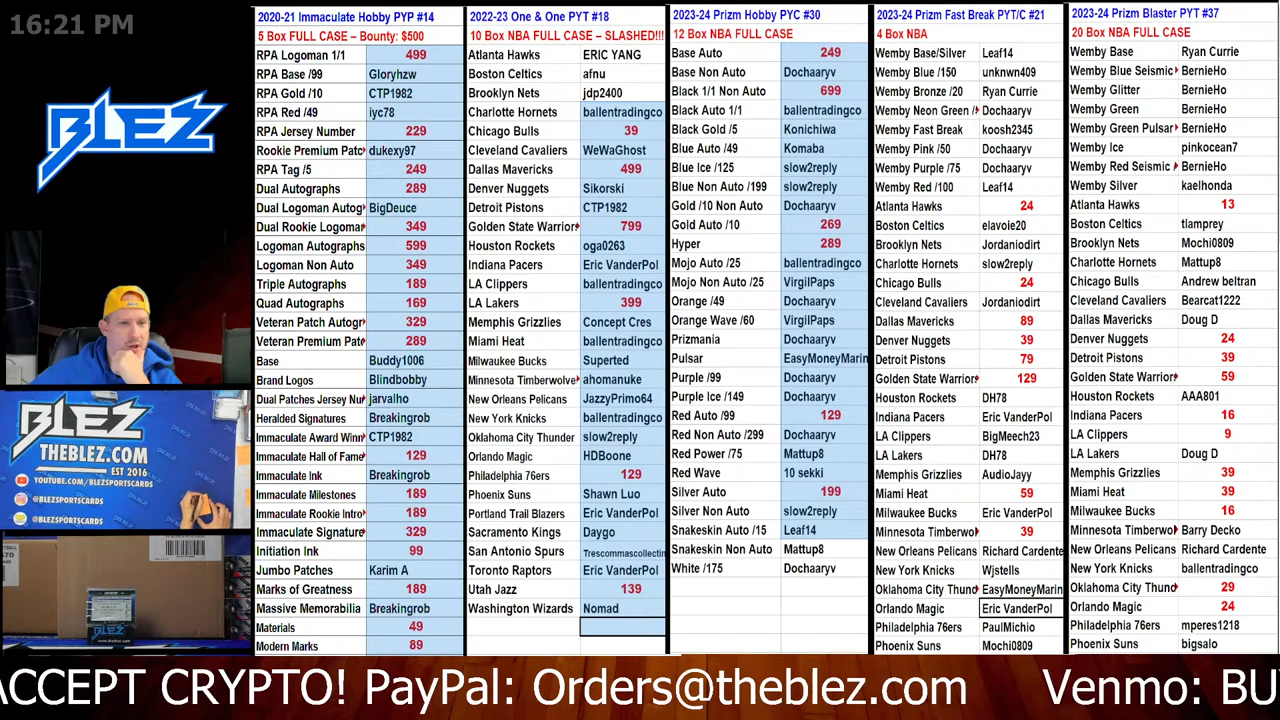 16:21 PM
BLEZ
BLEZ
THEBLEZ.COM
EST 2016
YOUTUBE.COM/BLEZSPORTSCARDS
@BLEZSPORTSCARDS
@BLEZSPORTSCARDS
BLEZ
2020-21 Immaculate Hobby PYP #14
5 Box FULL CASE – Bounty: $500
RPA Logoman 1/1 499
RPA Base /99 Gloryhzw
RPA Gold /10 CTP1982
RPA Red /49 iyc78
RPA Jersey Number 229
Rookie Premium Patc dukexy97
RPA Tag /5 249
Dual Autographs 289
Dual Logoman Autog BigDeuce
Dual Rookie Logoma 349
Logoman Autographs 599
Logoman Non Auto 349
Triple Autographs 189
Quad Autographs 169
Veteran Patch Autogr 329
Veteran Premium Pat 289
Base Buddy1006
Brand Logos Blindbobby
Dual Patches Jersey Nu jarvalho
Heralded Signatures Breakingrob
Immaculate Award Winn CTP1982
Immaculate Hall of Fame 129
Immaculate Ink Breakingrob
Immaculate Milestones 189
Immaculate Rookie Intro 189
Immaculate Signature 329
Initiation Ink 99
Jumbo Patches Karim A
Marks of Greatness 189
Massive Memorabilia Breakingrob
Materials 49
Modern Marks 89
2022-23 One & One PYT #18
10 Box NBA FULL CASE – SLASHED!!!
Atlanta Hawks ERIC YANG
Boston Celtics afnu
Brooklyn Nets jdp2400
Charlotte Hornets ballentradingco
Chicago Bulls 39
Cleveland Cavaliers WeWaGhost
Dallas Mavericks 499
Denver Nuggets Sikorski
Detroit Pistons CTP1982
Golden State Warrior 799
Houston Rockets oga0263
Indiana Pacers Eric VanderPol
LA Clippers ballentradingco
LA Lakers 399
Memphis Grizzlies Concept Cres
Miami Heat ballentradingco
Milwaukee Bucks Superted
Minnesota Timberwolve ahomanuke
New Orleans Pelicans JazzyPrimo64
New York Knicks ballentradingco
Oklahoma City Thunder slow2reply
Orlando Magic HDBoone
Philadelphia 76ers 129
Phoenix Suns Shawn Luo
Portland Trail Blazers Eric VanderPol
Sacramento Kings Daygo
San Antonio Spurs Trescommascollectin
Toronto Raptors Eric VanderPol
Utah Jazz 139
Washington Wizards Nomad
2023-24 Prizm Hobby PYC #30
12 Box NBA FULL CASE
Base Auto 249
Base Non Auto Dochaaryv
Black 1/1 Non Auto 699
Black Auto 1/1 ballentradingco
Black Gold /5 Konichiwa
Blue Auto /49 Komaba
Blue Ice /125 slow2reply
Blue Non Auto /199 slow2reply
Gold /10 Non Auto Dochaaryv
Gold Auto /10 269
Hyper 289
Mojo Auto /25 ballentradingco
Mojo Non Auto /25 VirgilPaps
Orange /49 Dochaaryv
Orange Wave /60 VirgilPaps
Prizmania Dochaaryv
Pulsar EasyMoneyMarin
Purple /99 Dochaaryv
Purple Ice /149 Dochaaryv
Red Auto /99 129
Red Non Auto /299 Dochaaryv
Red Power /75 Mattup8
Red Wave 10 sekki
Silver Auto 199
Silver Non Auto slow2reply
Snakeskin Auto /15 Leaf14
Snakeskin Non Auto Mattup8
White /175 Dochaaryv
2023-24 Prizm Fast Break PYT/C #21
4 Box NBA
Wemby Base/Silver Leaf14
Wemby Blue /150 unknwn409
Wemby Bronze /20 Ryan Currie
Wemby Neon Green / Dochaaryv
Wemby Fast Break koosh2345
Wemby Pink /50 Dochaaryv
Wemby Purple /75 Dochaaryv
Wemby Red /100 Leaf14
Atlanta Hawks 24
Boston Celtics elavoie20
Brooklyn Nets Jordaniodirt
Charlotte Hornets slow2reply
Chicago Bulls 24
Cleveland Cavaliers Jordaniodirt
Dallas Mavericks 89
Denver Nuggets 39
Detroit Pistons 79
Golden State Warrior 129
Houston Rockets DH78
Indiana Pacers Eric VanderPol
LA Clippers BigMeech23
LA Lakers DH78
Memphis Grizzlies AudioJayy
Miami Heat 59
Milwaukee Bucks Eric VanderPol
Minnesota Timberwo 39
New Orleans Pelicans Richard Cardente
New York Knicks Wjstells
Oklahoma City Thun EasyMoneyMarin
Orlando Magic Eric VanderPol
Philadelphia 76ers PaulMichio
Phoenix Suns Mochi0809
2023-24 Prizm Blaster PYT #37
20 Box NBA FULL CASE
Wemby Base Ryan Currie
Wemby Blue Seismic BernieHo
Wemby Glitter BernieHo
Wemby Green BernieHo
Wemby Green Pulsar BernieHo
Wemby Ice pinkocean7
Wemby Red Seismic BernieHo
Wemby Silver kaelhonda
Atlanta Hawks 13
Boston Celtics tlamprey
Brooklyn Nets Mochi0809
Charlotte Hornets Mattup8
Chicago Bulls Andrew beltran
Cleveland Cavaliers Bearcat1222
Dallas Mavericks Doug D
Denver Nuggets 24
Detroit Pistons 39
Golden State Warrior 59
Houston Rockets AAA801
Indiana Pacers 16
LA Clippers 9
LA Lakers Doug D
Memphis Grizzlies 39
Miami Heat 39
Milwaukee Bucks 16
Minnesota Timberwo Barry Decko
New Orleans Pelicans Richard Cardente
New York Knicks ballentradingco
Oklahoma City Thun 29
Orlando Magic 24
Philadelphia 76ers mperes1218
Phoenix Suns bigsalo
ACCEPT CRYPTO! PayPal: Orders@theblez.com Venmo: BU